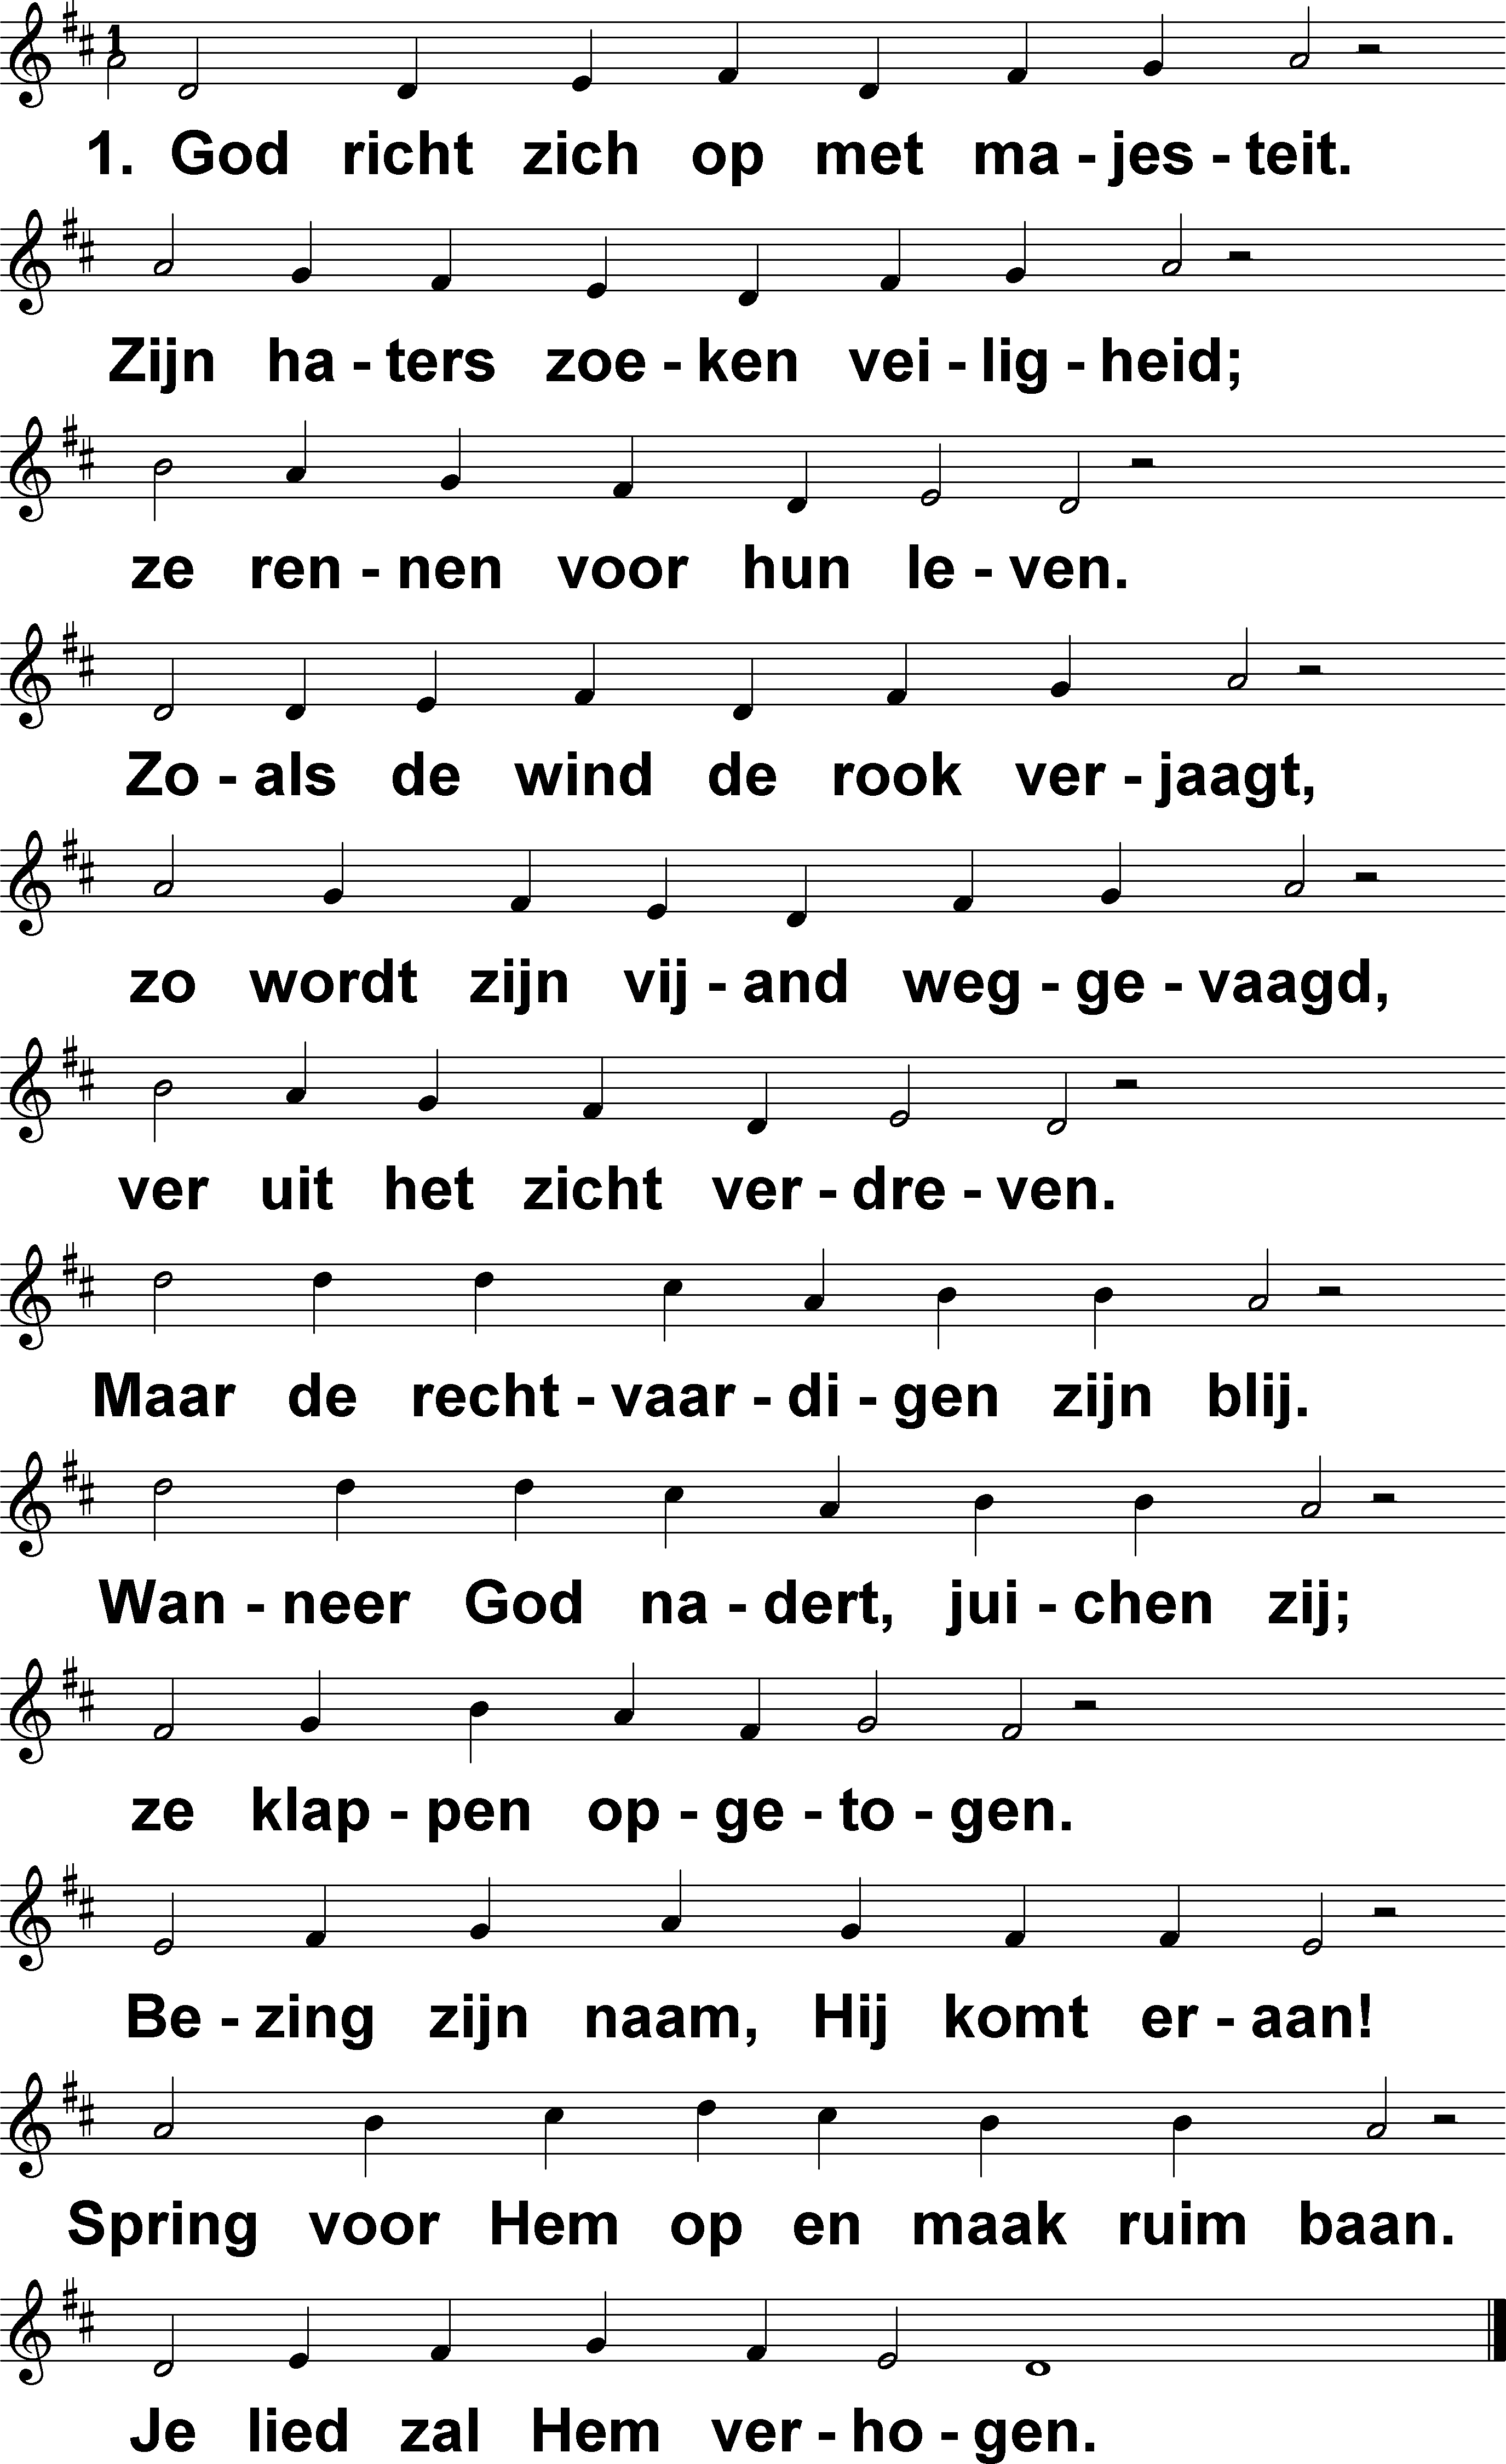 1. God richt zich op met ma - jes - teit.
Zijn ha - ters zoe - ken vei - lig - heid;
ze ren - nen voor hun le - ven.
Zo - als de wind de rook ver - jaagt,
zo wordt zijn vij - and weg - ge - vaagd,
ver uit het zicht ver - dre - ven.
Maar de recht - vaar - di - gen zijn blij.
Wan - neer God na - dert, jui - chen zij;
ze klap - pen op - ge - to - gen.
Be - zing zijn naam, Hij komt er - aan!
Spring voor Hem op en maak ruim baan.
Je lied zal Hem ver - ho - gen.